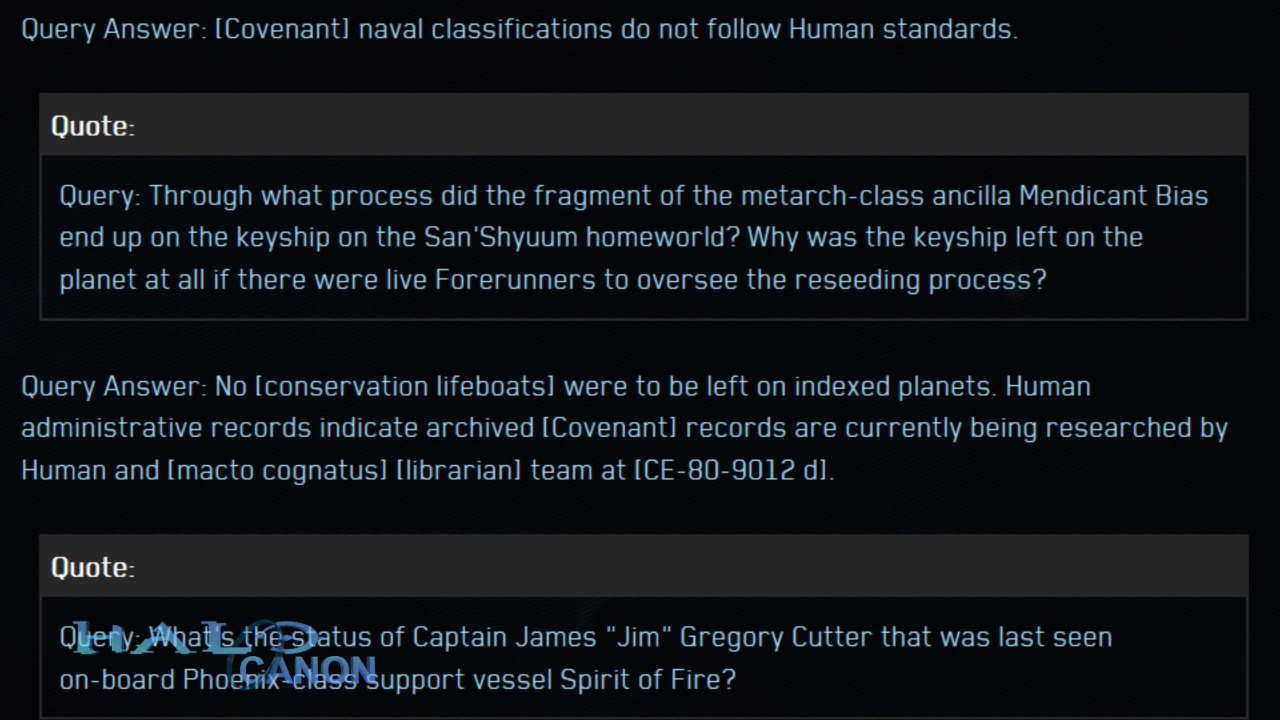 Query Answer: [Covenant] naval classifications do not follow Human standards.
Quote:
Query: Through what process did the fragment of the metarch-class ancilla Mendicant Bias
end up on the keyship on the San'Shyuum homeworld? Why was the keyship left on the
planet at all if there were live Forerunners to oversee the reseeding process?
Query Answer: No [conservation lifeboats] were to be left on indexed planets. Human
administrative records indicate archived [Covenant] records are currently being researched by
Human and [macto cognatus] [librarian] team at [CE-80-9012 d].
Quote:
Query: What's the status of Captain James "Jim" Gregory Cutter that was last seen
on-board Phoenix-class support vessel Spirit of Fire?
HALO
CANON